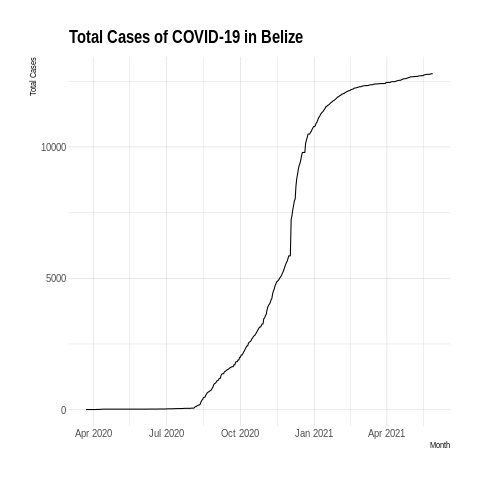 Total Cases of COVID-19 in Belize
Total Cases
10000
5000
0
Apr 2020 Jul 2020 Oct 2020 Jan 2021 Apr 2021
Month